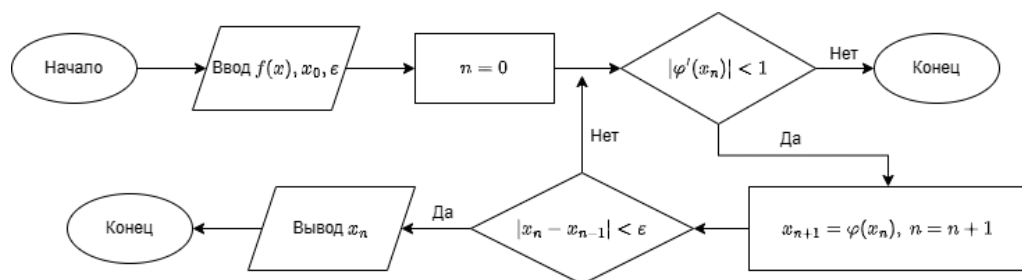 Начало
Ввод f(x), x₀, ϵ
n = 0
|φ′(xₙ)| < 1
Нет
Конец
Да
Нет
xₙ₊₁ = φ(xₙ), n = n + 1
|xₙ − xₙ₋₁| < ϵ
Да
Вывод xₙ
Конец